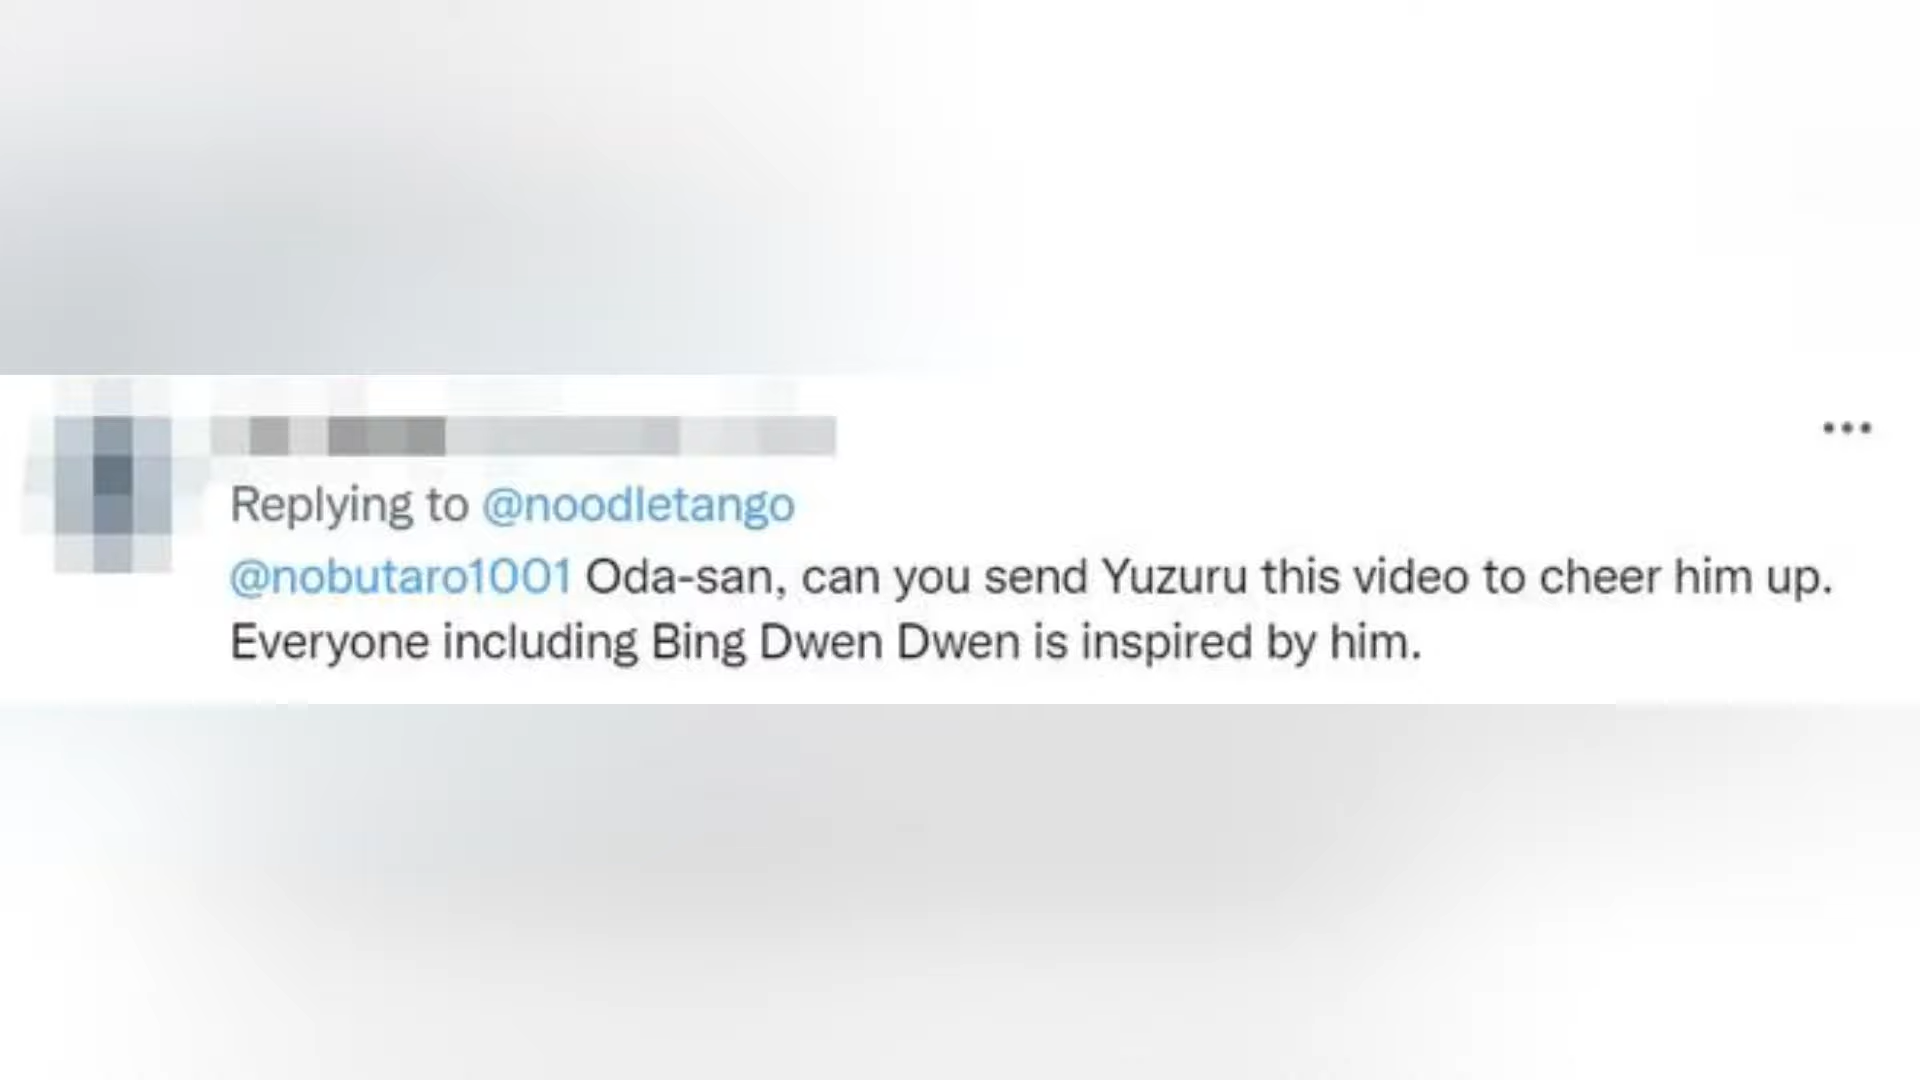 Replying to @noodletango
@nobutaro1001 Oda-san, can you send Yuzuru this video to cheer him up.
Everyone including Bing Dwen Dwen is inspired by him.